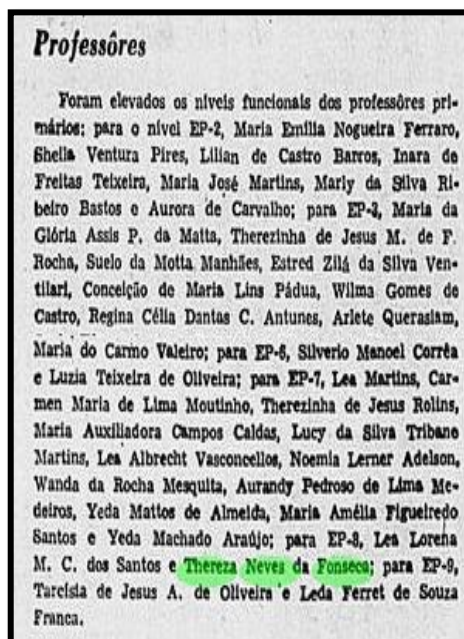 Professôres
Foram elevados os níveis funcionais dos professôres pri-
mários: para o nível EP-2, Maria Emilia Nogueira Ferraro,
Sheila Ventura Pires, Lilian de Castro Barros, Inara de
Freitas Teixeira, Maria José Martins, Marly da Silva Ri-
beiro Bastos e Aurora de Carvalho; para EP-3, Maria da
Glória Assis P. da Matta, Therezinha de Jesus M. de F.
Rocha, Suelo da Motta Manhães, Estred Zilá da Silva Ven-
tilari, Conceição de Maria Lins Pádua, Wilma Gomes de
Castro, Regina Célia Dantas C. Antunes, Arlete Querasian,
Maria do Carmo Valeiro; para EP-6, Silverio Manoel Corrêa
e Luzia Teixeira de Oliveira; para EP-7, Lea Martins, Car-
men Maria de Lima Moutinho, Therezinha de Jesus Rolins,
Maria Auxiliadora Campos Caldas, Lucy da Silva Tribano
Martins, Lea Albrecht Vasconcellos, Noemia Lerner Adelson,
Wanda da Rocha Mesquita, Aurandy Pedroso de Lima Me-
deiros, Yeda Mattos de Almeida, Maria Amélia Figueiredo
Santos e Yeda Machado Araújo; para EP-8, Lea Lorena
M. C. dos Santos e Thereza Neves da Fonseca; para EP-9,
Tarcísia de Jesus A. de Oliveira e Leda Ferret de Souza
Franca.